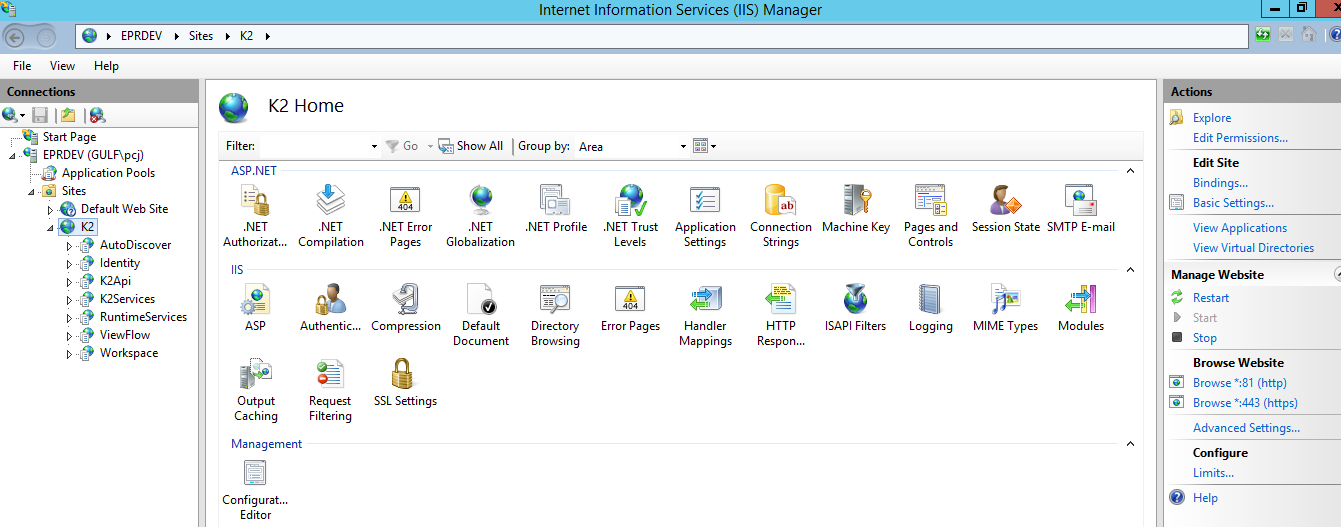 Internet Information Services (IIS) Manager
EPRDEV
Sites
K2
File View Help
Connections
Start Page
EPRDEV (GULF\pcj)
Application Pools
Sites
Default Web Site
K2
AutoDiscover
Identity
K2Api
K2Services
RuntimeServices
ViewFlow
Workspace
K2 Home
Filter: Go Show All Group by: Area
ASP.NET
.NET Authorizat...
.NET Compilation
.NET Error Pages
.NET Globalization
.NET Profile
.NET Trust Levels
Application Settings
Connection Strings
Machine Key
Pages and Controls
Session State
SMTP E-mail
IIS
ASP
Authentic...
Compression
Default Document
Directory Browsing
Error Pages
Handler Mappings
HTTP Respon...
ISAPI Filters
Logging
MIME Types
Modules
Output Caching
Request Filtering
SSL Settings
Management
Configurat... Editor
Actions
Explore
Edit Permissions...
Edit Site
Bindings...
Basic Settings...
View Applications
View Virtual Directories
Manage Website
Restart
Start
Stop
Browse Website
Browse *:81 (http)
Browse *:443 (https)
Advanced Settings...
Configure
Limits...
Help